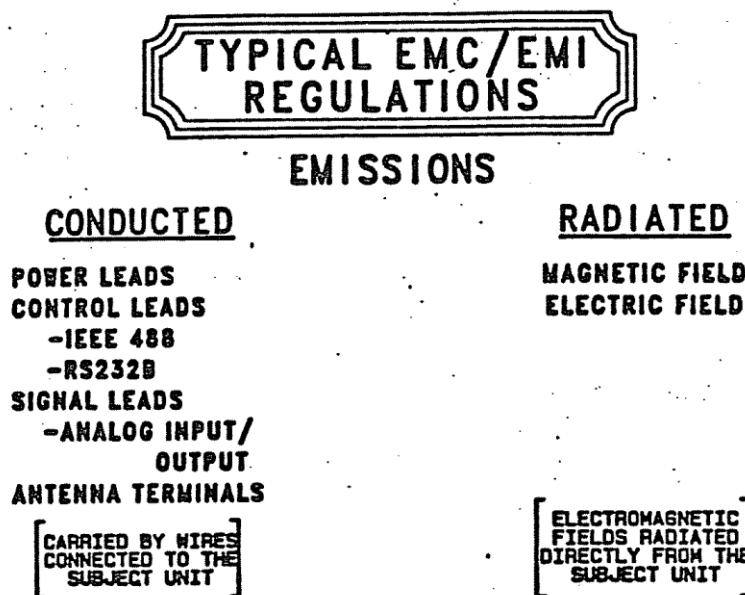 TYPICAL EMC/EMI
REGULATIONS
EMISSIONS
CONDUCTED
POWER LEADS
CONTROL LEADS
-IEEE 488
-RS232B
SIGNAL LEADS
-ANALOG INPUT/
OUTPUT
ANTENNA TERMINALS
CARRIED BY WIRES
CONNECTED TO THE
SUBJECT UNIT
RADIATED
MAGNETIC FIELD
ELECTRIC FIELD
ELECTROMAGNETIC
FIELDS RADIATED
DIRECTLY FROM THE
SUBJECT UNIT